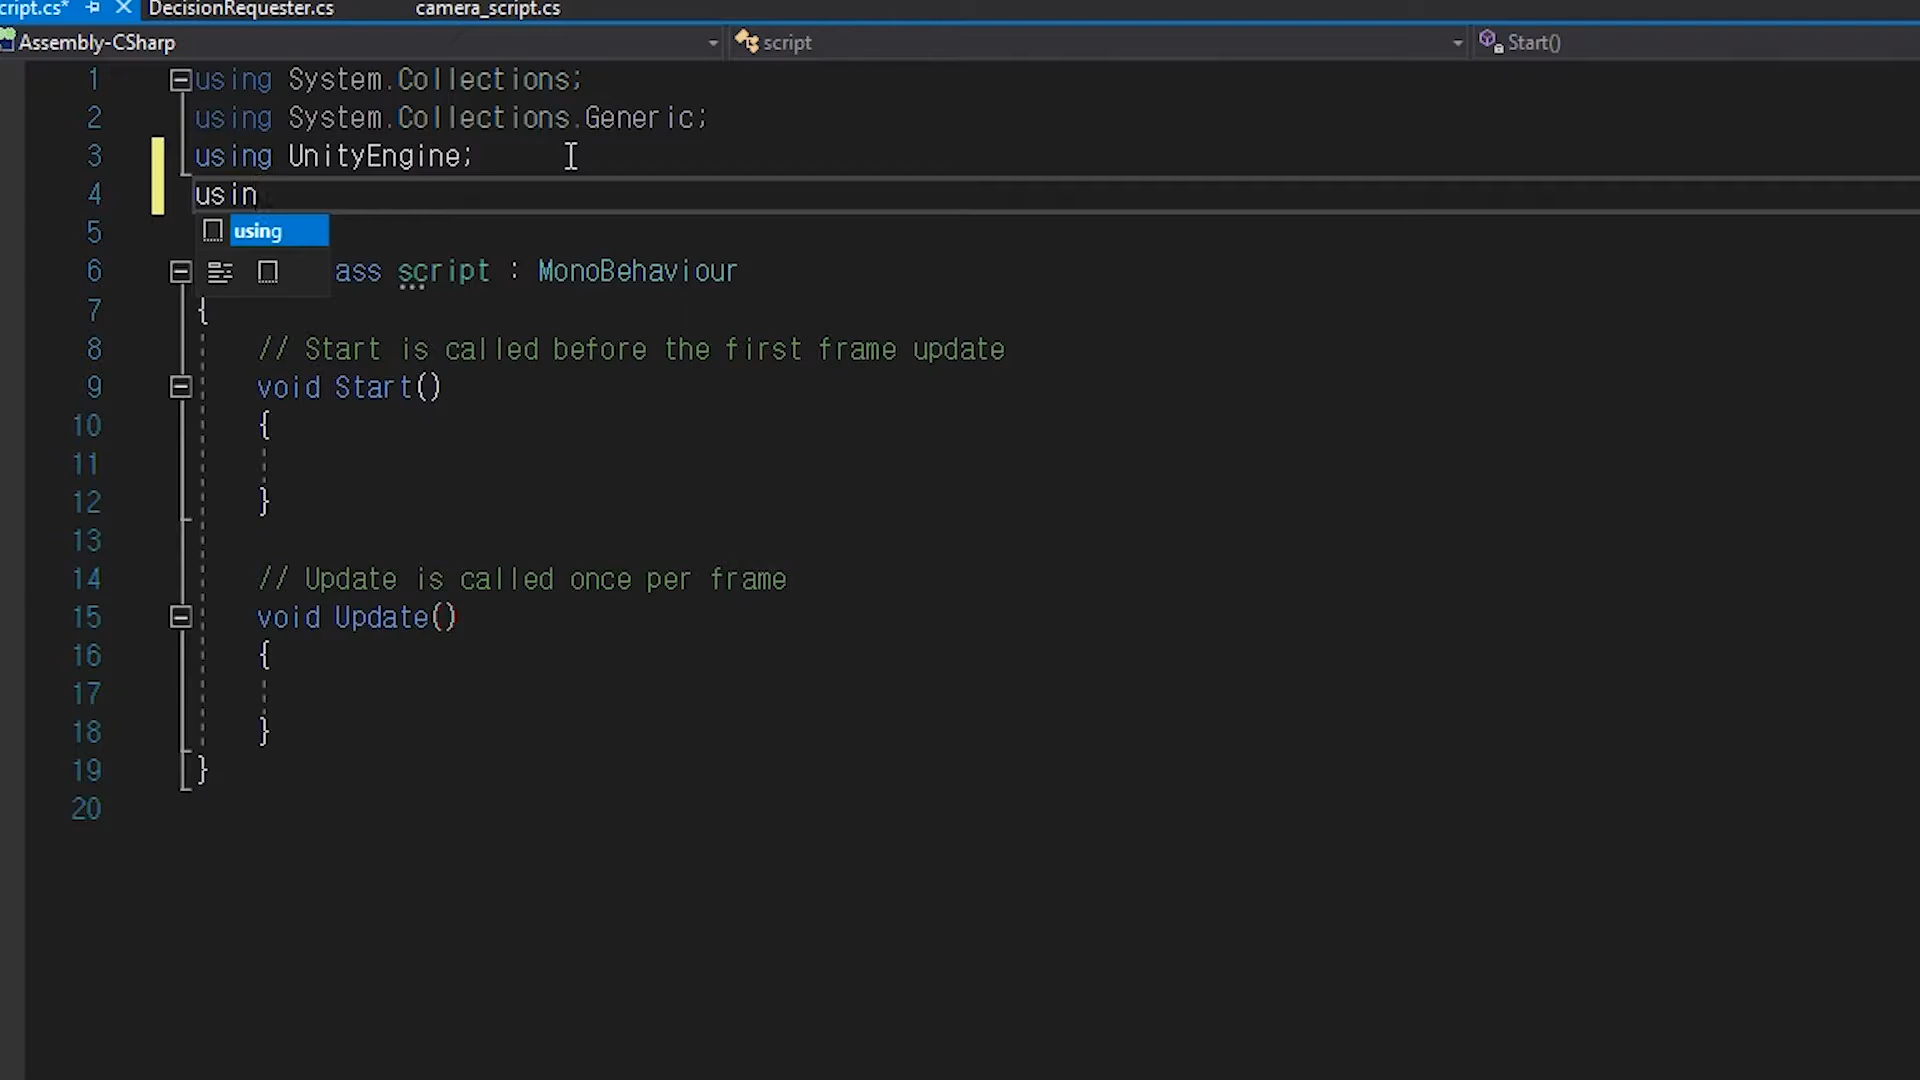 cript.cs* DecisionRequester.cs camera_script.cs
Assembly-CSharp script Start()
1 using System.Collections;
2 using System.Collections.Generic;
3 using UnityEngine;
4 usin
5 using
6 ass script : MonoBehaviour
7 {
8 // Start is called before the first frame update
9 void Start()
10 {
11
12 }
13
14 // Update is called once per frame
15 void Update()
16 {
17
18 }
19 }
20